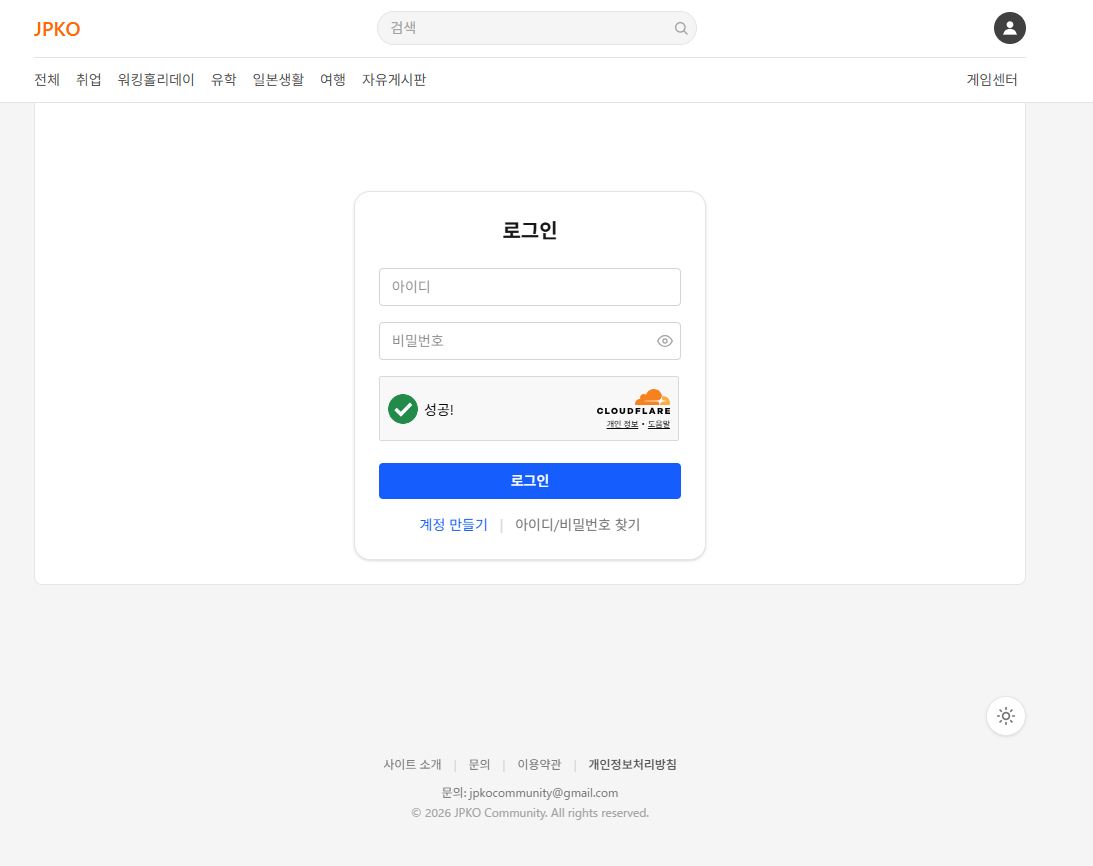 JPKO
검색
전체 취업 워킹홀리데이 유학 일본생활 여행 자유게시판 게임센터
로그인
아이디
비밀번호
성공!
CLOUDFLARE
개인 정보 • 도움말
로그인
계정 만들기 | 아이디/비밀번호 찾기
사이트 소개 | 문의 | 이용약관 | 개인정보처리방침
문의: jpkocommunity@gmail.com
© 2026 JPKO Community. All rights reserved.